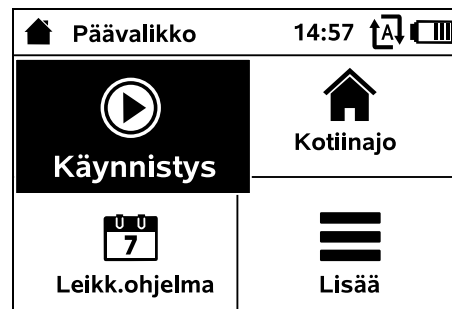 Päävalikko 14:57 A
Käynnistys
Kotiinajo
7
Leikk.ohjelma
Lisää